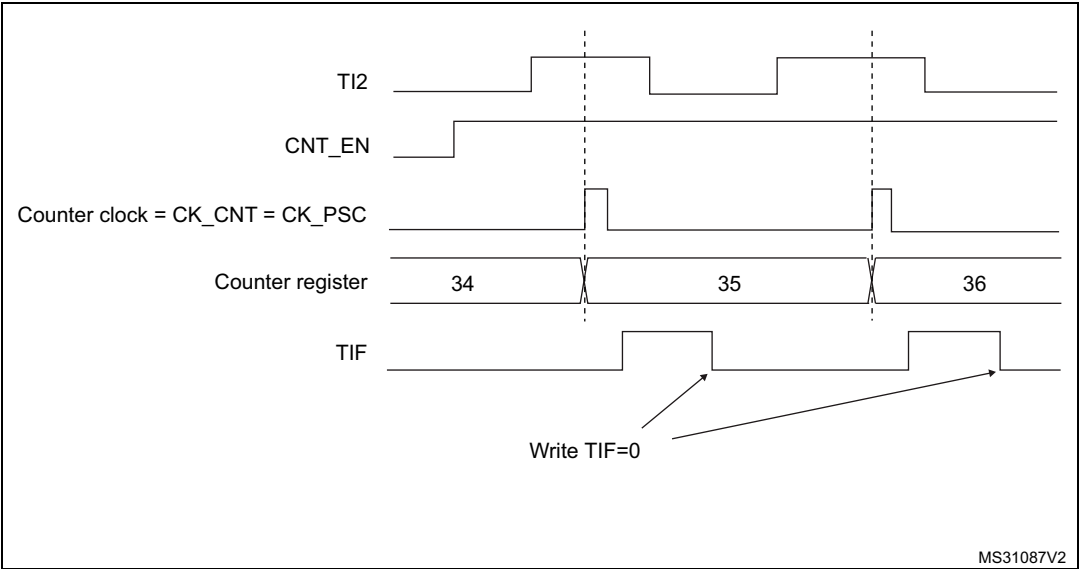 TI2
CNT_EN
Counter clock = CK_CNT = CK_PSC
Counter register
34
35
36
TIF
Write TIF=0
MS31087V2